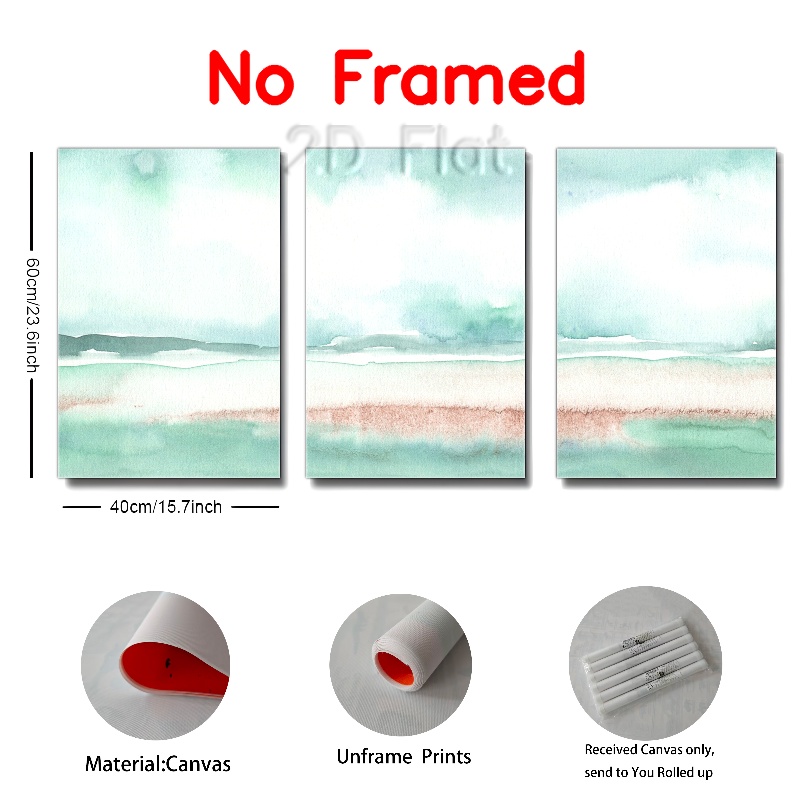 No Framed
2D Flat
60cm/23.6inch
40cm/15.7inch
Material:Canvas
Unframe Prints
Received Canvas only,
send to You Rolled up